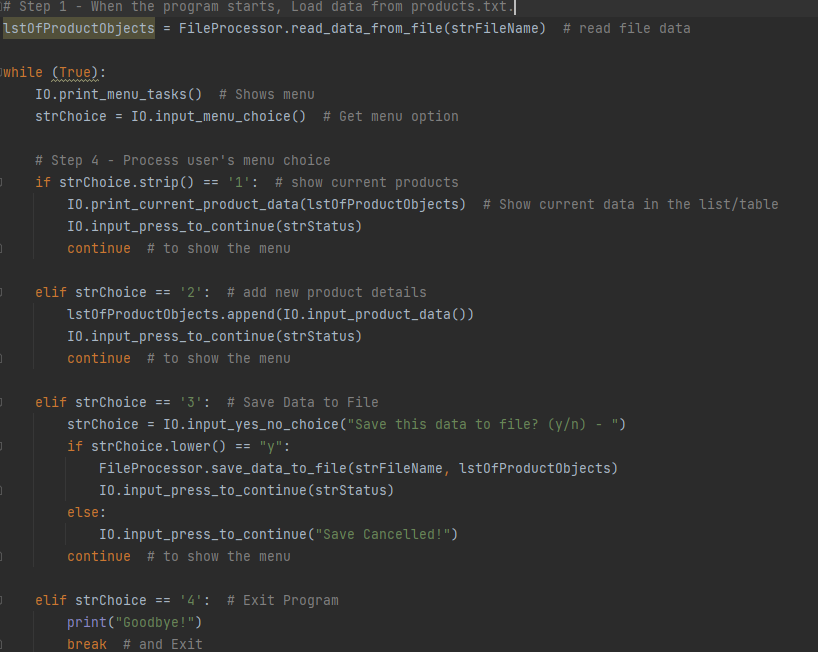 # Step 1 - When the program starts, Load data from products.txt.
lstOfProductObjects = FileProcessor.read_data_from_file(strFileName)  # read file data

while (True):
    IO.print_menu_tasks()  # Shows menu
    strChoice = IO.input_menu_choice()  # Get menu option

    # Step 4 - Process user's menu choice
    if strChoice.strip() == '1':  # show current products
        IO.print_current_product_data(lstOfProductObjects)  # Show current data in the list/table
        IO.input_press_to_continue(strStatus)
        continue  # to show the menu

    elif strChoice == '2':  # add new product details
        lstOfProductObjects.append(IO.input_product_data())
        IO.input_press_to_continue(strStatus)
        continue  # to show the menu

    elif strChoice == '3':  # Save Data to File
        strChoice = IO.input_yes_no_choice("Save this data to file? (y/n) - ")
        if strChoice.lower() == "y":
            FileProcessor.save_data_to_file(strFileName, lstOfProductObjects)
            IO.input_press_to_continue(strStatus)
        else:
            IO.input_press_to_continue("Save Cancelled!")
        continue  # to show the menu

    elif strChoice == '4':  # Exit Program
        print("Goodbye!")
        break  # and Exit